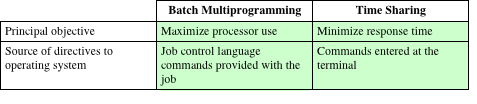 Batch Multiprogramming Time Sharing
Principal objective Maximize processor use Minimize response time
Source of directives to Job control language Commands entered at the
operating system commands provided with the terminal
job